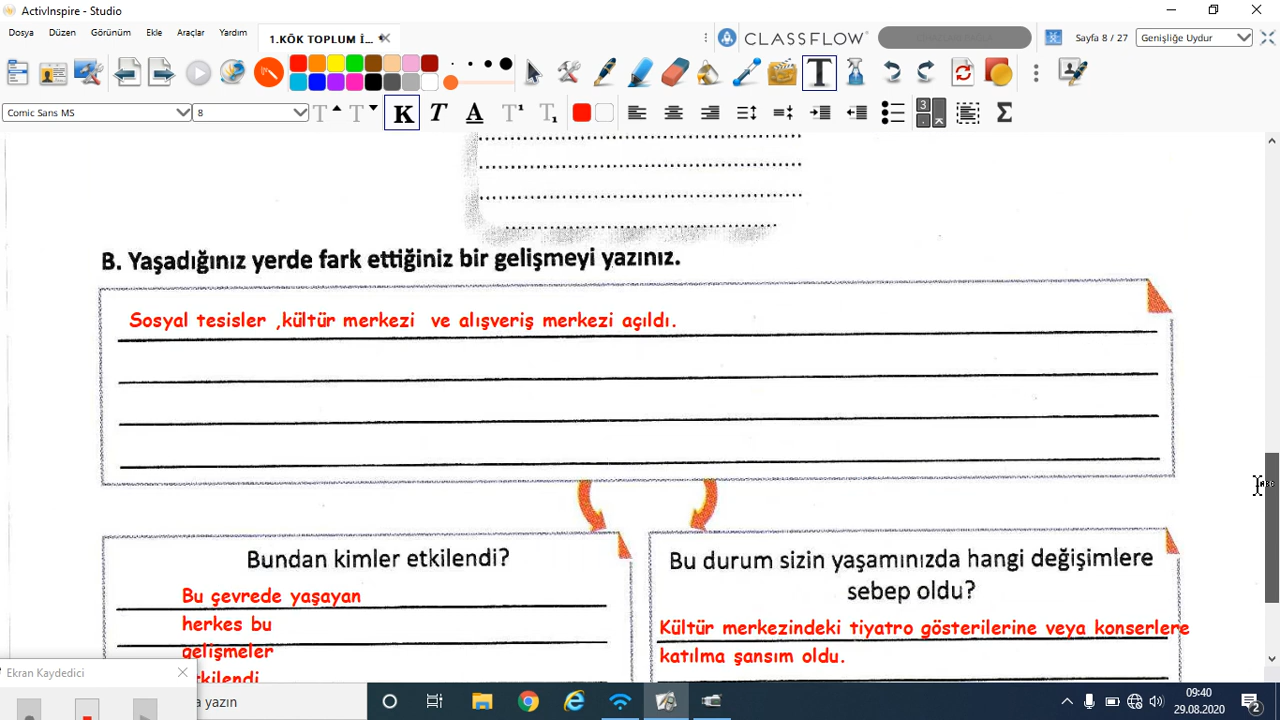 ActivInspire - Studio
Dosya Düzen Görünüm Ekle Araçlar Yardım
1.KÖK TOPLUM İ...
CLASSFLOW
Sayfa 8 / 27
Genişliğe Uydur
Comic Sans MS 8
B. Yaşadığınız yerde fark ettiğiniz bir gelişmeyi yazınız.
Sosyal tesisler ,kültür merkezi ve alışveriş merkezi açıldı.
Bundan kimler etkilendi?
Bu çevrede yaşayan
herkes bu
gelişmeler
Bu durum sizin yaşamınızda hangi değişimlere
sebep oldu?
Kültür merkezindeki tiyatro gösterilerine veya konserlere
katılma şansım oldu.
Ekran Kaydedici
yazın
09:40
29.08.2020